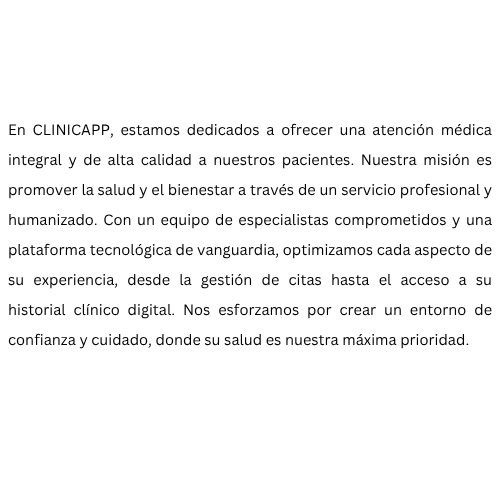 En CLINICAPP, estamos dedicados a ofrecer una atención médica
integral y de alta calidad a nuestros pacientes. Nuestra misión es
promover la salud y el bienestar a través de un servicio profesional y
humanizado. Con un equipo de especialistas comprometidos y una
plataforma tecnológica de vanguardia, optimizamos cada aspecto de
su experiencia, desde la gestión de citas hasta el acceso a su
historial clínico digital. Nos esforzamos por crear un entorno de
confianza y cuidado, donde su salud es nuestra máxima prioridad.